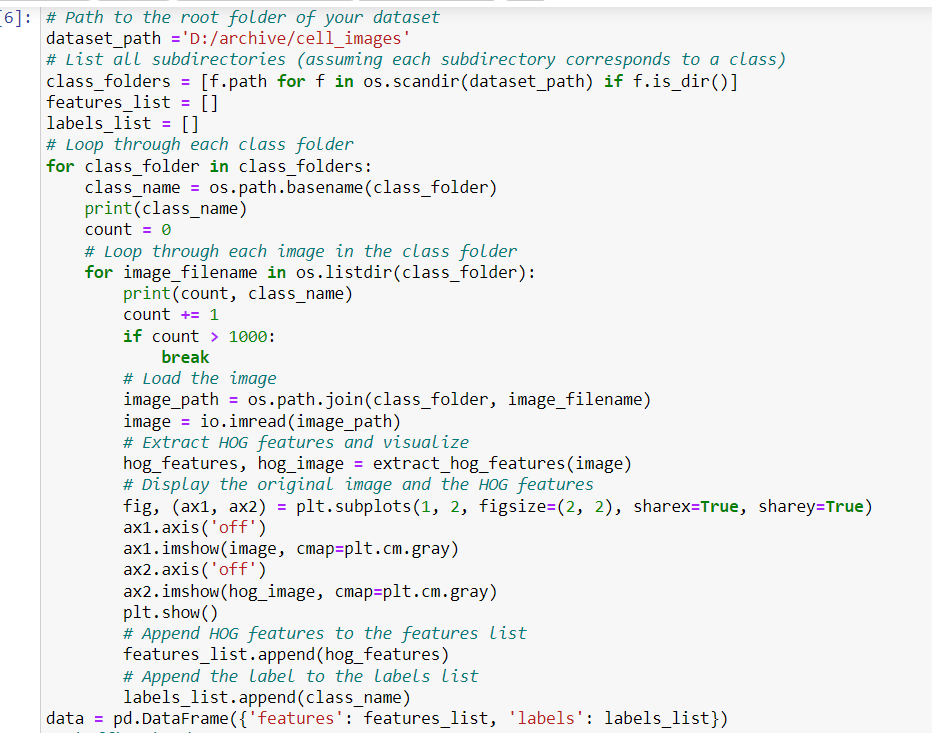 [6]: # Path to the root folder of your dataset
dataset_path ='D:/archive/cell_images'
# List all subdirectories (assuming each subdirectory corresponds to a class)
class_folders = [f.path for f in os.scandir(dataset_path) if f.is_dir()]
features_list = []
labels_list = []
# Loop through each class folder
for class_folder in class_folders:
    class_name = os.path.basename(class_folder)
    print(class_name)
    count = 0
    # Loop through each image in the class folder
    for image_filename in os.listdir(class_folder):
        print(count, class_name)
        count += 1
        if count > 1000:
            break
        # Load the image
        image_path = os.path.join(class_folder, image_filename)
        image = io.imread(image_path)
        # Extract HOG features and visualize
        hog_features, hog_image = extract_hog_features(image)
        # Display the original image and the HOG features
        fig, (ax1, ax2) = plt.subplots(1, 2, figsize=(2, 2), sharex=True, sharey=True)
        ax1.axis('off')
        ax1.imshow(image, cmap=plt.cm.gray)
        ax2.axis('off')
        ax2.imshow(hog_image, cmap=plt.cm.gray)
        plt.show()
        # Append HOG features to the features list
        features_list.append(hog_features)
        # Append the label to the labels list
        labels_list.append(class_name)
data = pd.DataFrame({'features': features_list, 'labels': labels_list})